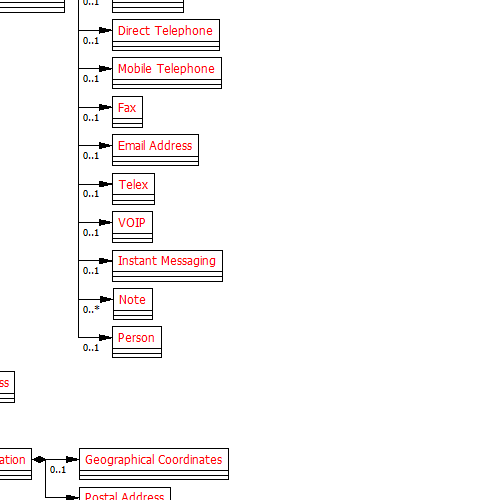 0..1
Direct Telephone
0..1
Mobile Telephone
0..1
Fax
0..1
Email Address
0..1
Telex
0..1
VOIP
0..1
Instant Messaging
0..1
Note
0..*
Person
0..1
ss
ation
Geographical Coordinates
0..1
Postal Address